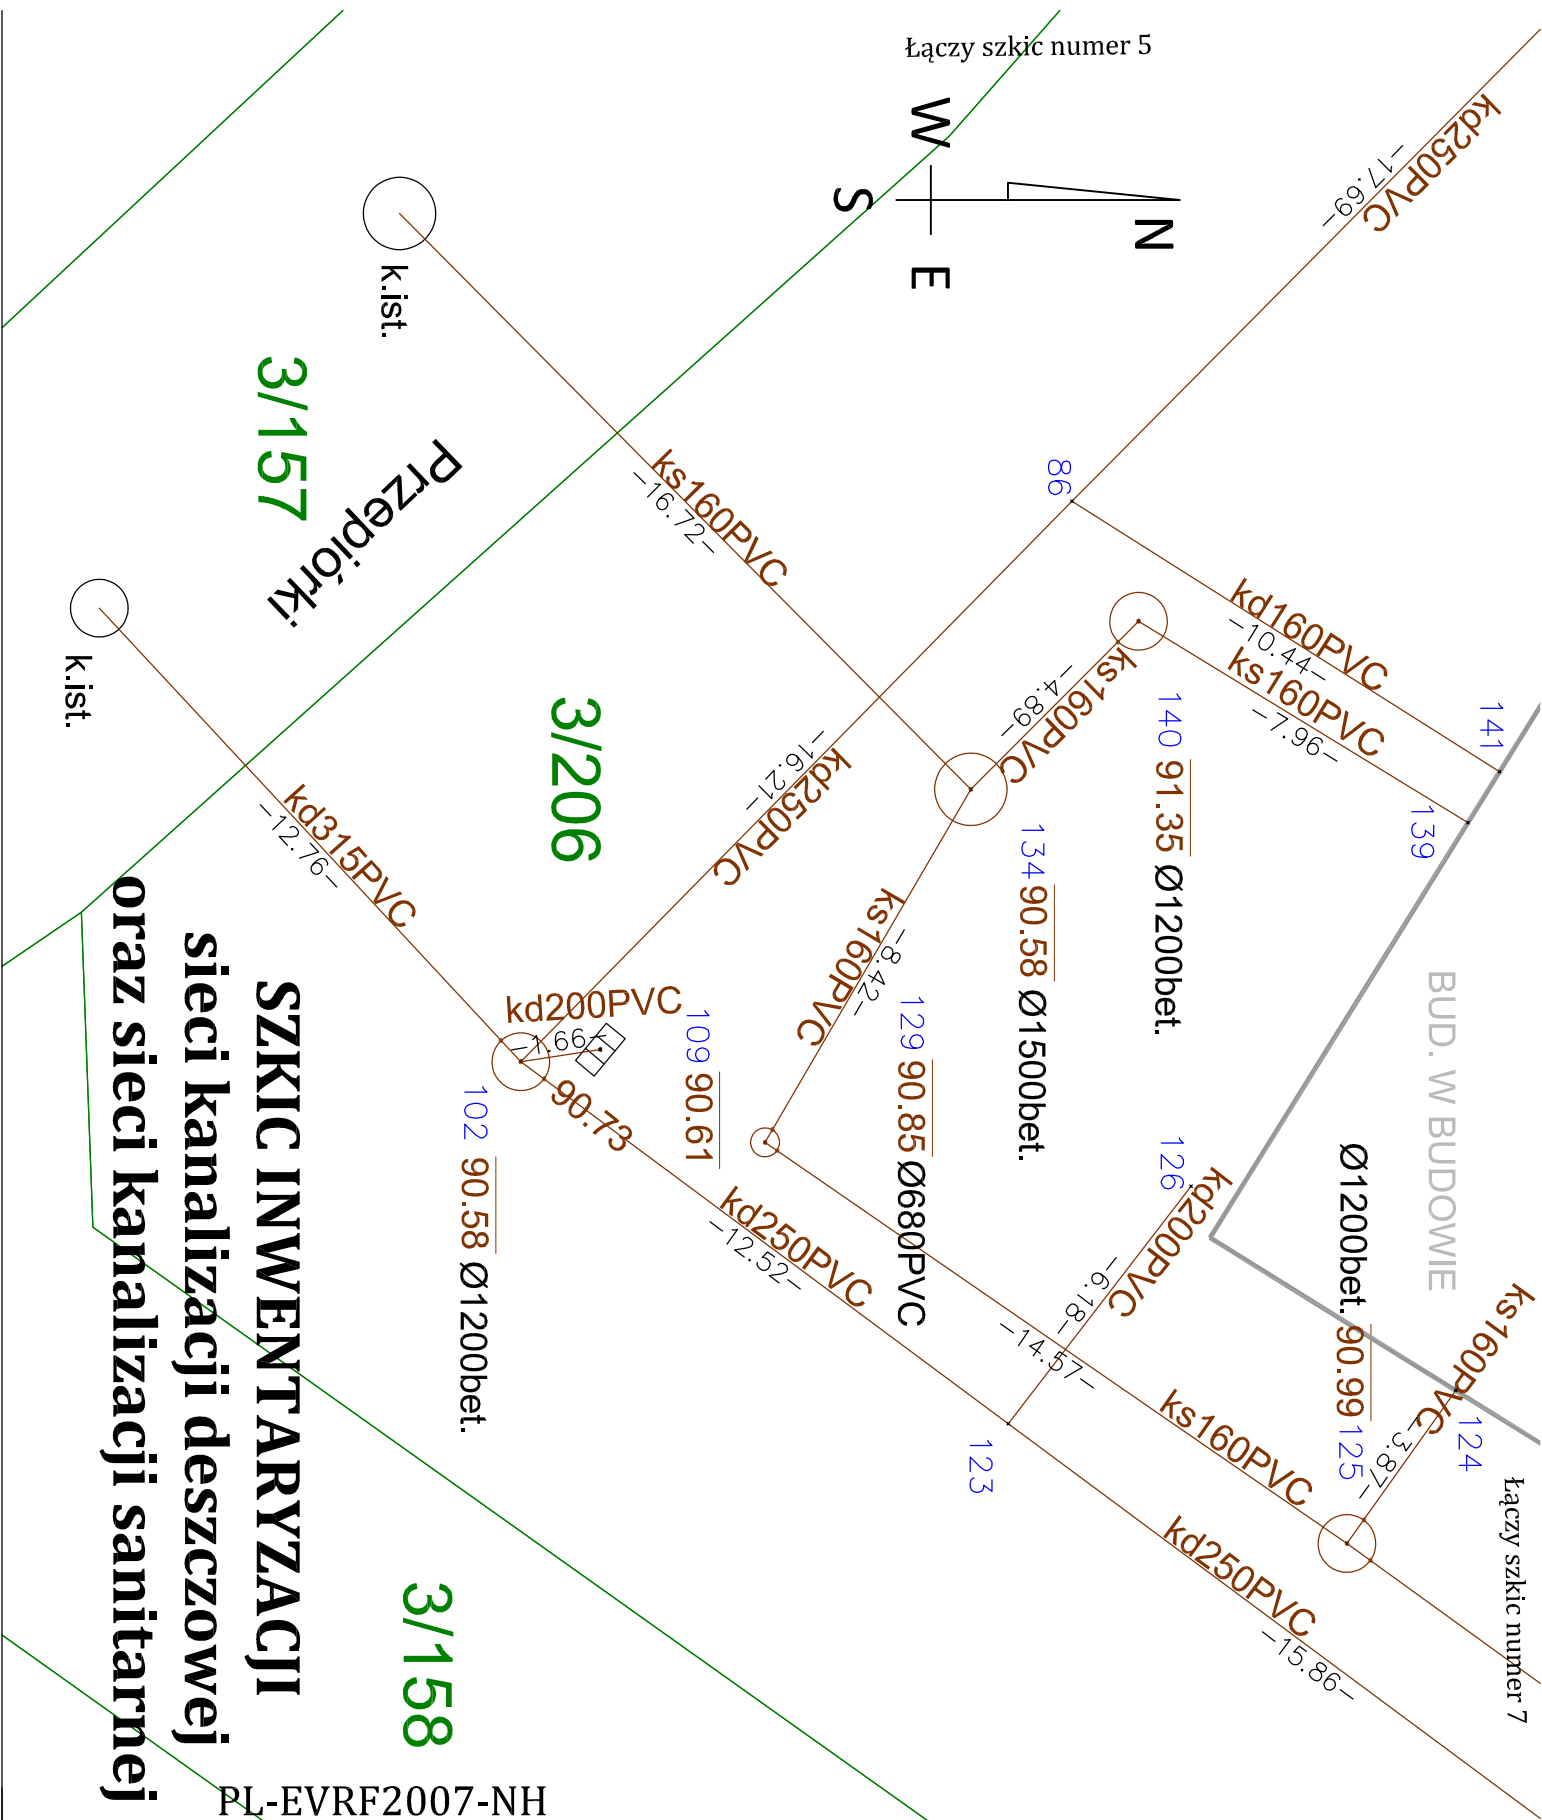 Łączy szkic numer 5
W
N
S
E
kd250PVC
-17.69-
k.ist.
3/157
Przepiórki
ks160PVC
-16.72-
86
kd160PVC
-10.44-
ks160PVC
-7.96-
141
139
ks160PVC
-4.89-
140 91.35 Ø1200bet.
134 90.58 Ø1500bet.
k.ist.
3/206
kd250PVC
-16.21-
kd315PVC
-12.76-
ks160PVC
-8.42-
129 90.85 Ø680PVC
kd200PVC
-1.66-
109 90.61
90.73
102 90.58 Ø1200bet.
BUD. W BUDOWIE
126
kd200PVC
-6.18-
kd250PVC
-12.52-
-14.57-
ks160PVC
123
Ø1200bet. 90.99 125
ks160PVC
-3.87-
124
kd250PVC
-15.86-
Łączy szkic numer 7
3/158
SZKIC INWENTARYZACJI
sieci kanalizacji deszczowej
oraz sieci kanalizacji sanitarnej
PL-EVRF2007-NH